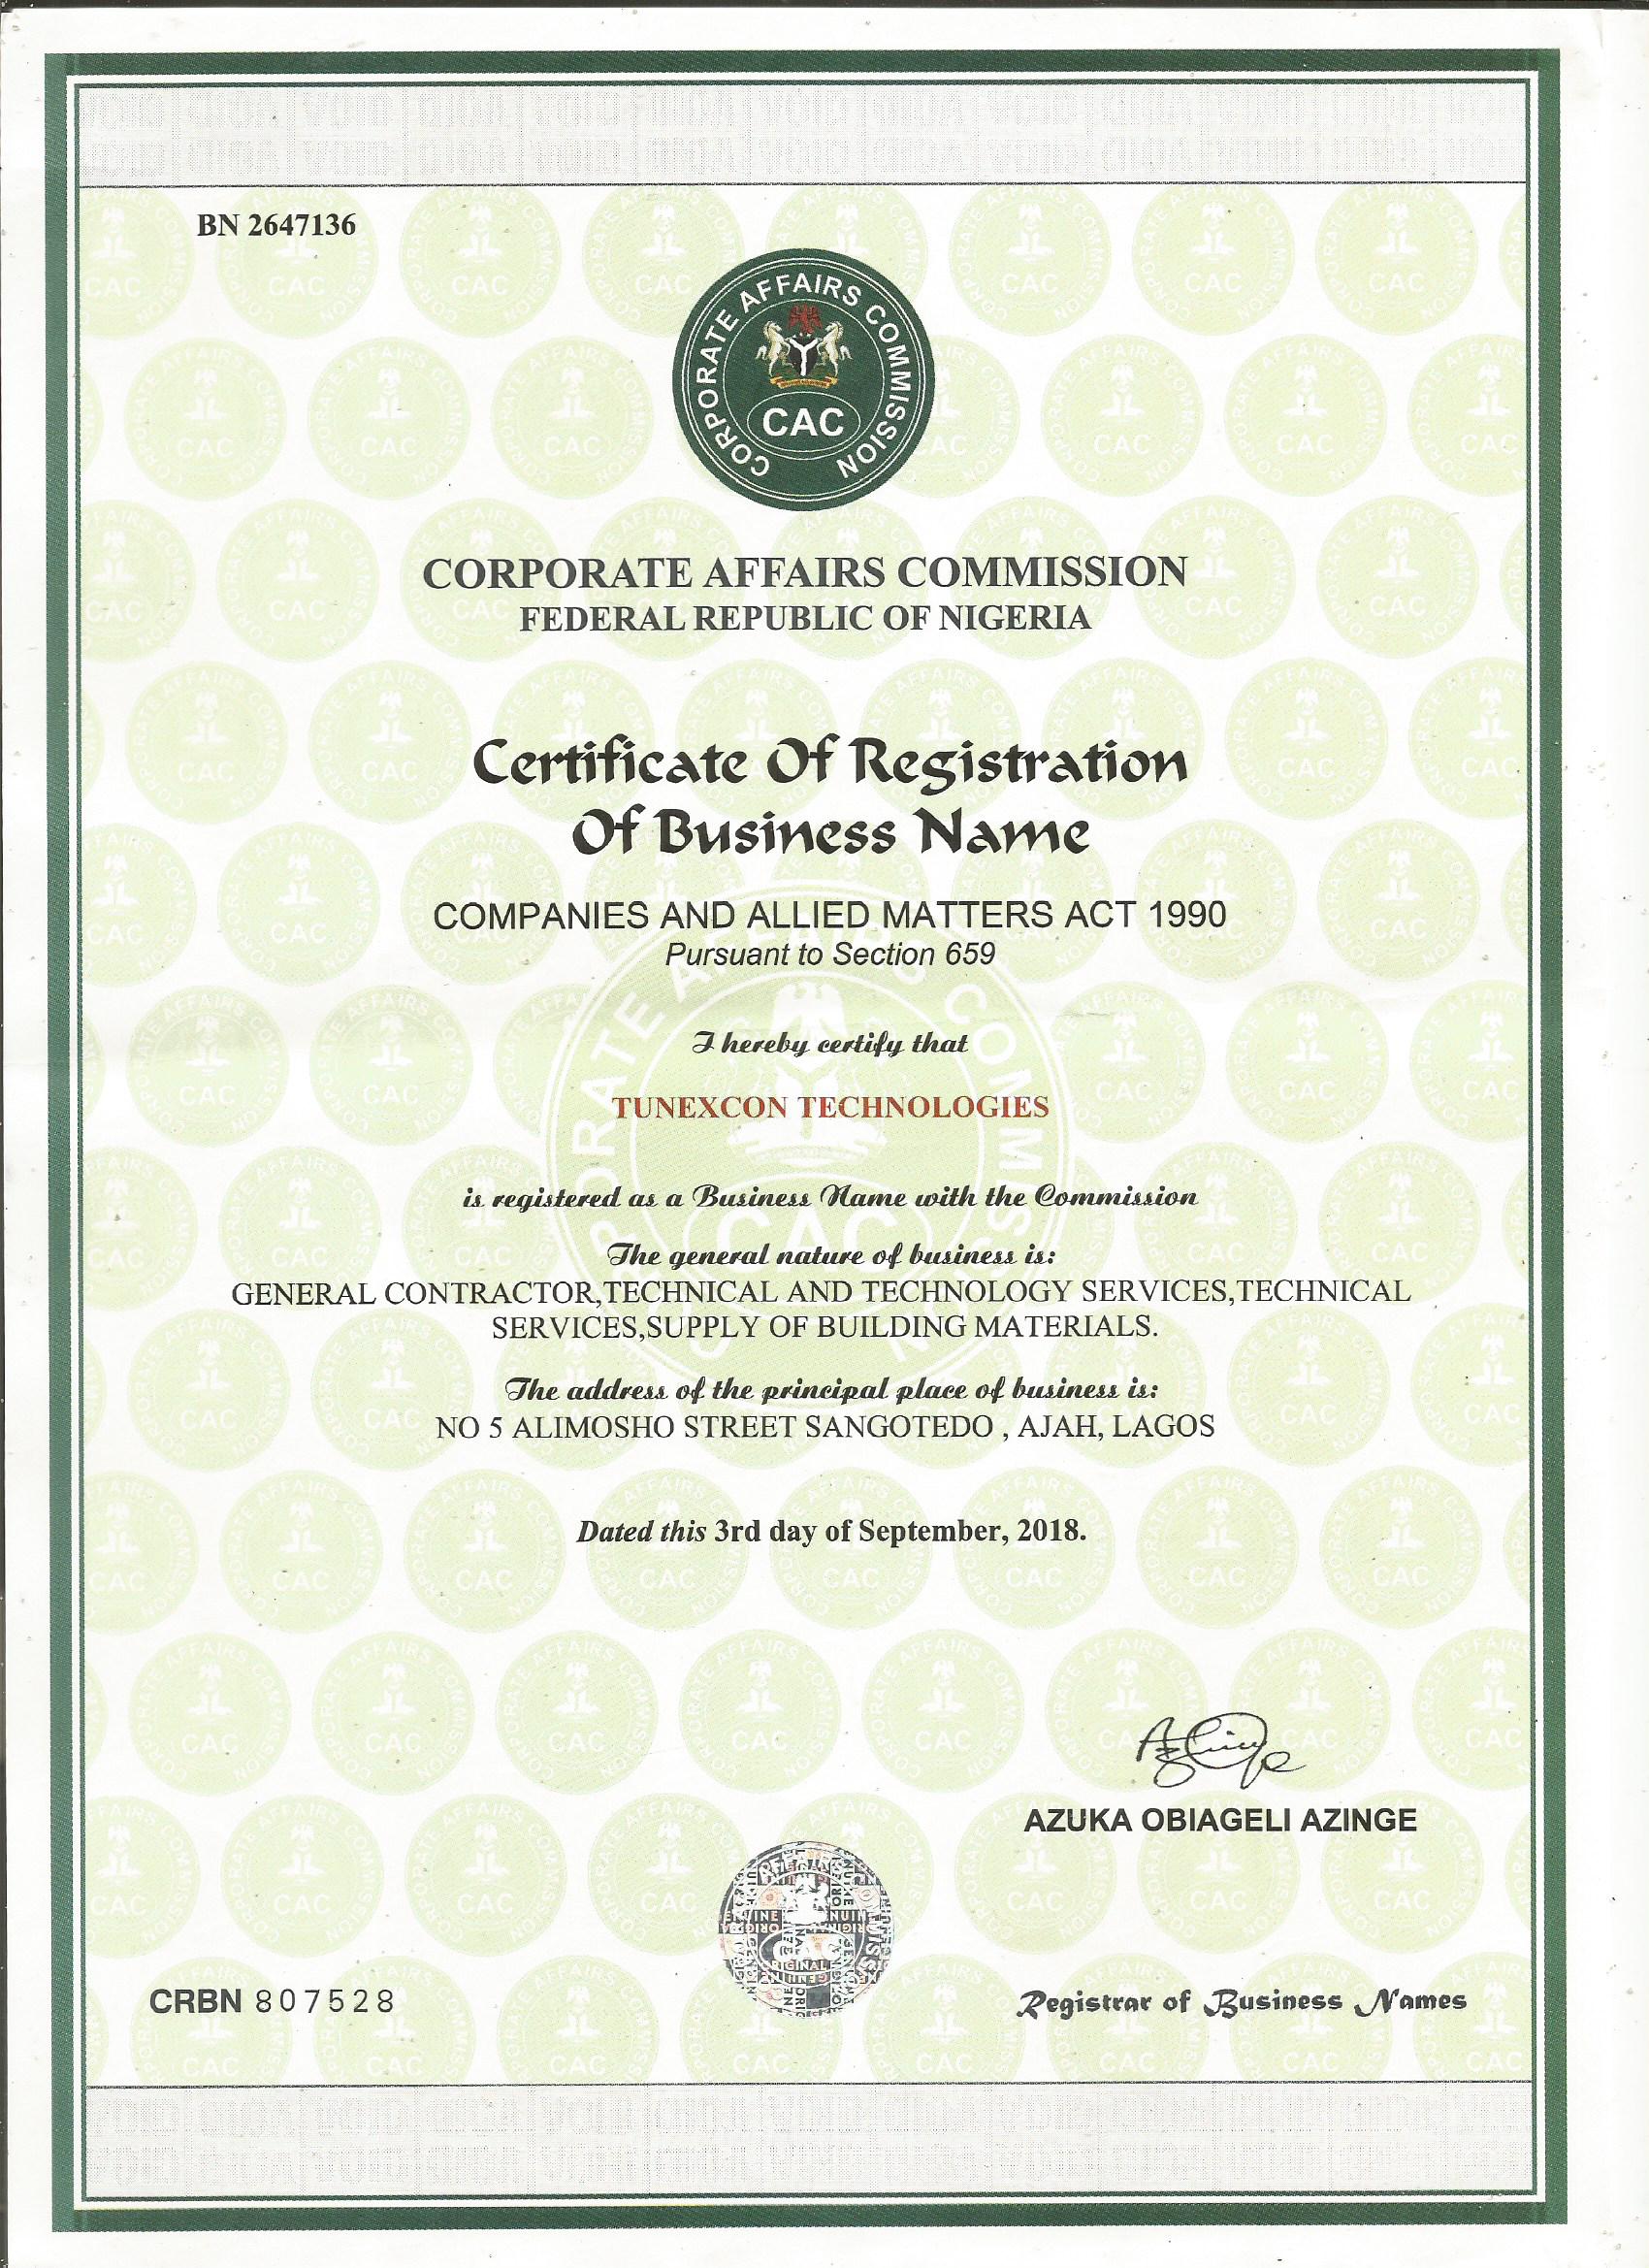 BN 2647136
CORPORATE AFFAIRS COMMISSION
CAC
CORPORATE AFFAIRS COMMISSION
FEDERAL REPUBLIC OF NIGERIA
Certificate Of Registration
Of Business Name
COMPANIES AND ALLIED MATTERS ACT 1990
Pursuant to Section 659
I hereby certify that
TUNEXCON TECHNOLOGIES
is registered as a Business Name with the Commission
The general nature of business is:
GENERAL CONTRACTOR,TECHNICAL AND TECHNOLOGY SERVICES,TECHNICAL
SERVICES,SUPPLY OF BUILDING MATERIALS.
The address of the principal place of business is:
NO 5 ALIMOSHO STREET SANGOTEDO , AJAH, LAGOS
Dated this 3rd day of September, 2018.
AZUKA OBIAGELI AZINGE
CRBN 807528
Registrar of Business Names